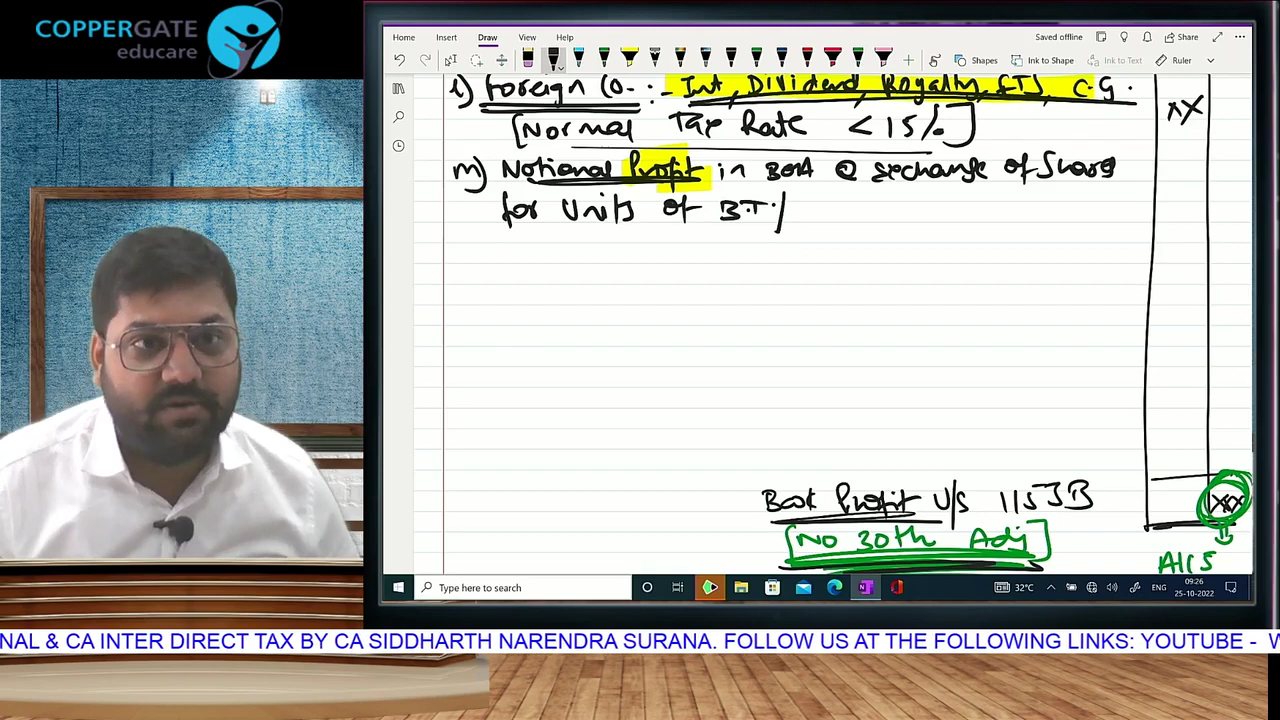 COPPERGATE
educare
Home Insert Draw View Help
Saved offline
Share
Shapes
Ink to Shape
Ink to Text
Ruler
l) Foreign Co- :- Int, Dividend, Royalty, FTS, C.G.
[Normal Tax Rate < 15%]
XX
m) Notional Profit in BOA @ exchange of Shares
for Units of B.T./
Book Profit U/s 115JB
XXX
[No 30th Adj]
A115
Type here to search
32°C
ENG
09:26
25-10-2022
NAL & CA INTER DIRECT TAX BY CA SIDDHARTH NARENDRA SURANA. FOLLOW US AT THE FOLLOWING LINKS: YOUTUBE - W